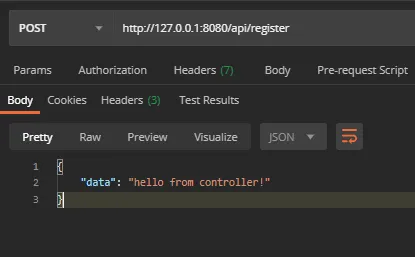 POST http://127.0.0.1:8080/api/register
Params Authorization Headers (7) Body Pre-request Script
Body Cookies Headers (3) Test Results
Pretty Raw Preview Visualize JSON
1 {
2 "data": "hello from controller!"
3 }